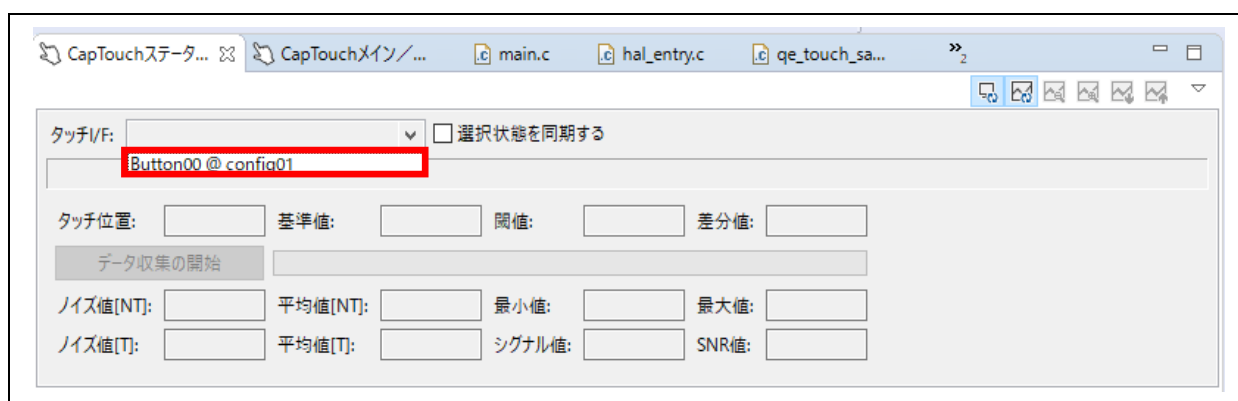 CapTouchステータ... CapTouchメイン／... main.c hal_entry.c qe_touch_sa... »2
タッチI/F: 選択状態を同期する
Button00 @ config01
タッチ位置: 基準値: 閾値: 差分値:
データ収集の開始
ノイズ値[NT]: 平均値[NT]: 最小値: 最大値:
ノイズ値[T]: 平均値[T]: シグナル値: SNR値: